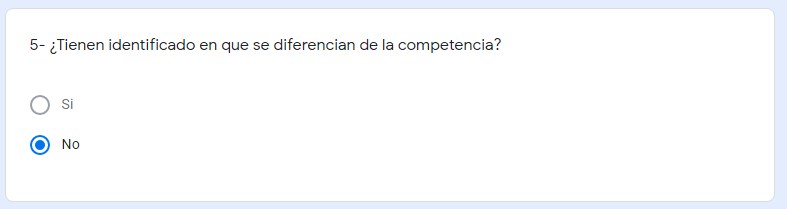 5- ¿Tienen identificado en que se diferencian de la competencia?
Si
No